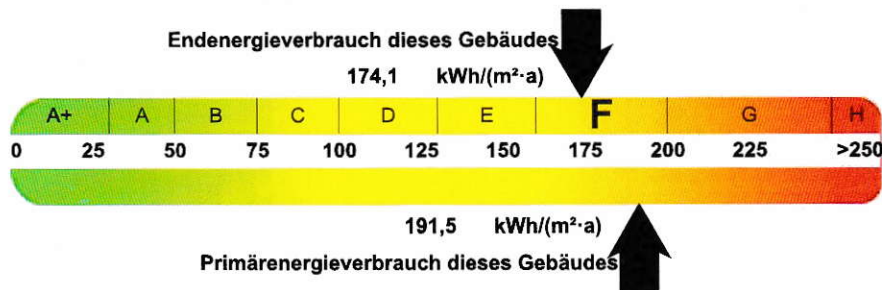 Endenergieverbrauch dieses Gebäudes
174,1 kWh/(m²·a)
A+ A B C D E F G H
0 25 50 75 100 125 150 175 200 225 >250
191,5 kWh/(m²·a)
Primärenergieverbrauch dieses Gebäudes